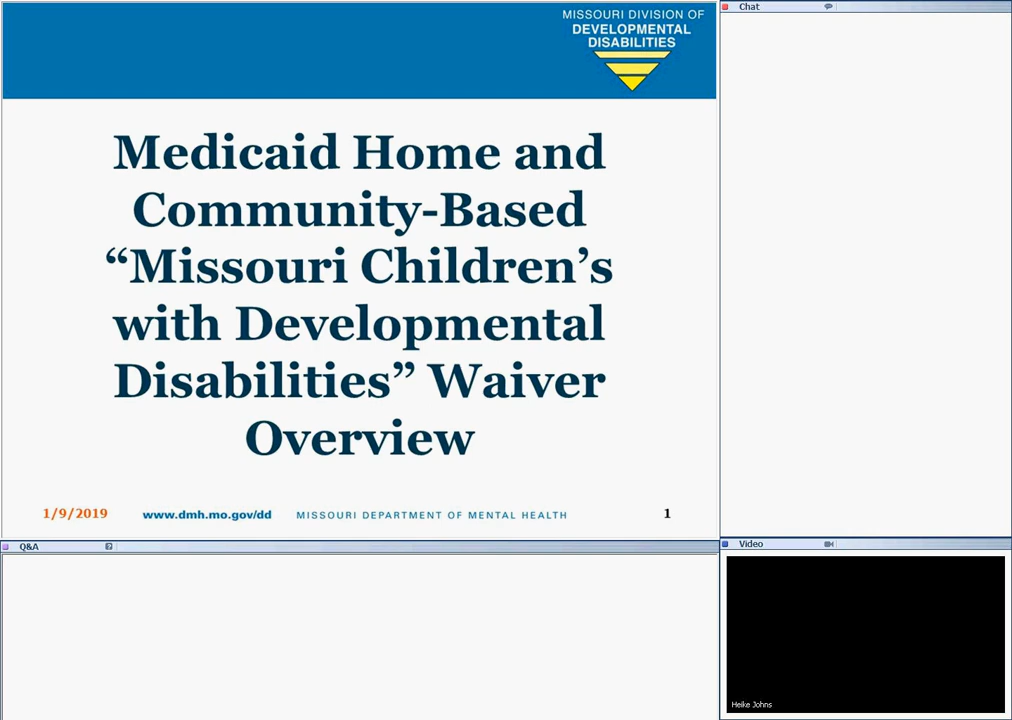 MISSOURI DIVISION OF
DEVELOPMENTAL
DISABILITIES
Medicaid Home and
Community-Based
“Missouri Children’s
with Developmental
Disabilities” Waiver
Overview
1/9/2019 www.dmh.mo.gov/dd MISSOURI DEPARTMENT OF MENTAL HEALTH 1
Chat
Q&A
Video
Heike Johns